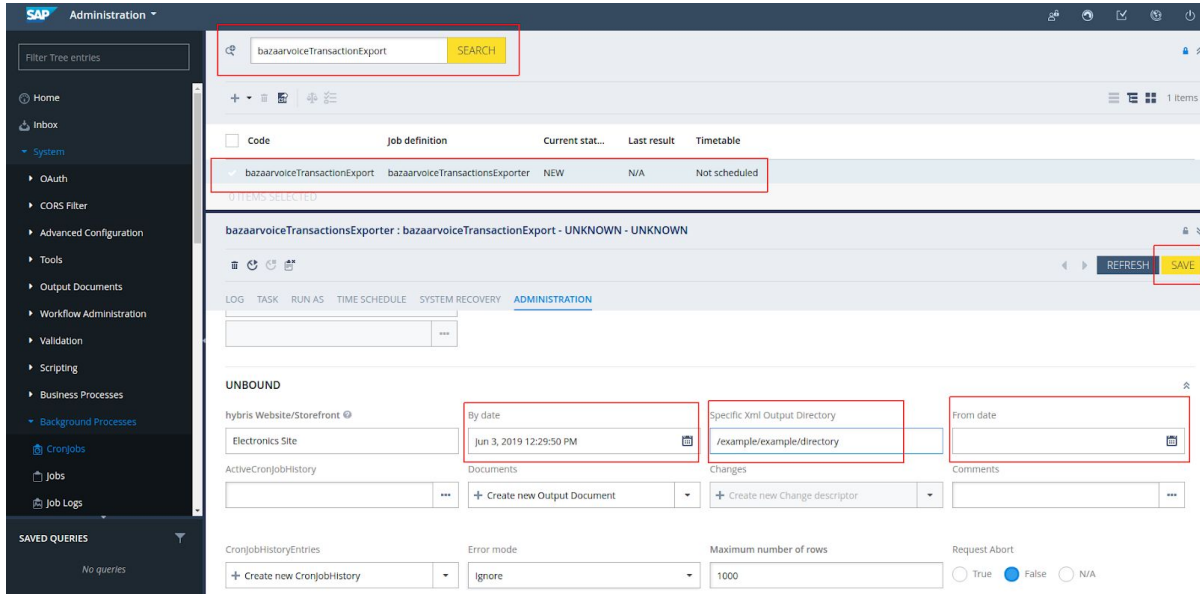 SAP Administration
Filter Tree entries
Home
Inbox
System
OAuth
CORS Filter
Advanced Configuration
Tools
Output Documents
Workflow Administration
Validation
Scripting
Business Processes
Background Processes
CronJobs
Jobs
Job Logs
SAVED QUERIES
No queries
bazaarvoiceTransactionExport SEARCH
1 items
Code Job definition Current stat... Last result Timetable
bazaarvoiceTransactionExport bazaarvoiceTransactionsExporter NEW N/A Not scheduled
0 ITEMS SELECTED
bazaarvoiceTransactionsExporter : bazaarvoiceTransactionExport - UNKNOWN - UNKNOWN
REFRESH SAVE
LOG TASK RUN AS TIME SCHEDULE SYSTEM RECOVERY ADMINISTRATION
UNBOUND
hybris Website/Storefront By date Specific Xml Output Directory From date
Electronics Site Jun 3, 2019 12:29:50 PM /example/example/directory
ActiveCronJobHistory Documents Changes Comments
+ Create new Output Document + Create new Change descriptor
CronJobHistoryEntries Error mode Maximum number of rows Request Abort
+ Create new CronJobHistory Ignore 1000 True False N/A